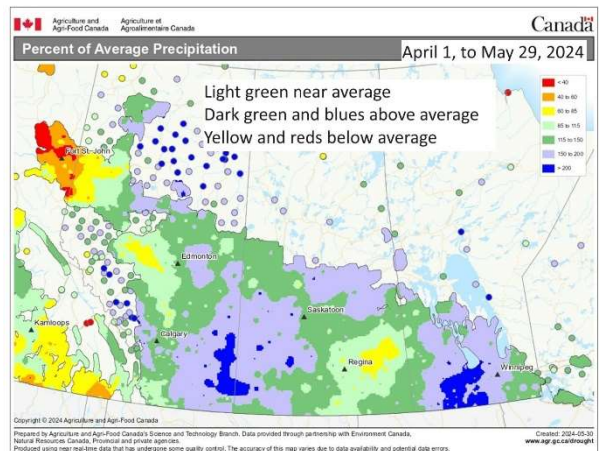 Agriculture and Agri-Food Canada
Agriculture et Agroalimentaire Canada
Canada
Percent of Average Precipitation
April 1, to May 29, 2024
Light green near average
Dark green and blues above average
Yellow and reds below average
< 40
40 to 60
60 to 85
85 to 115
115 to 150
150 to 200
> 200
Fort St. John
Edmonton
Saskatoon
Kamloops
Calgary
Regina
Winnipeg
Copyright © 2024 Agriculture and Agri-Food Canada
Prepared by Agriculture and Agri-Food Canada's Science and Technology Branch. Data provided through partnership with Environment Canada,
Natural Resources Canada, Provincial and private agencies.
Produced using near real-time data that has undergone some quality control. The accuracy of this map varies due to data availability and potential data errors.
Created: 2024-05-30
www.agr.gc.ca/drought